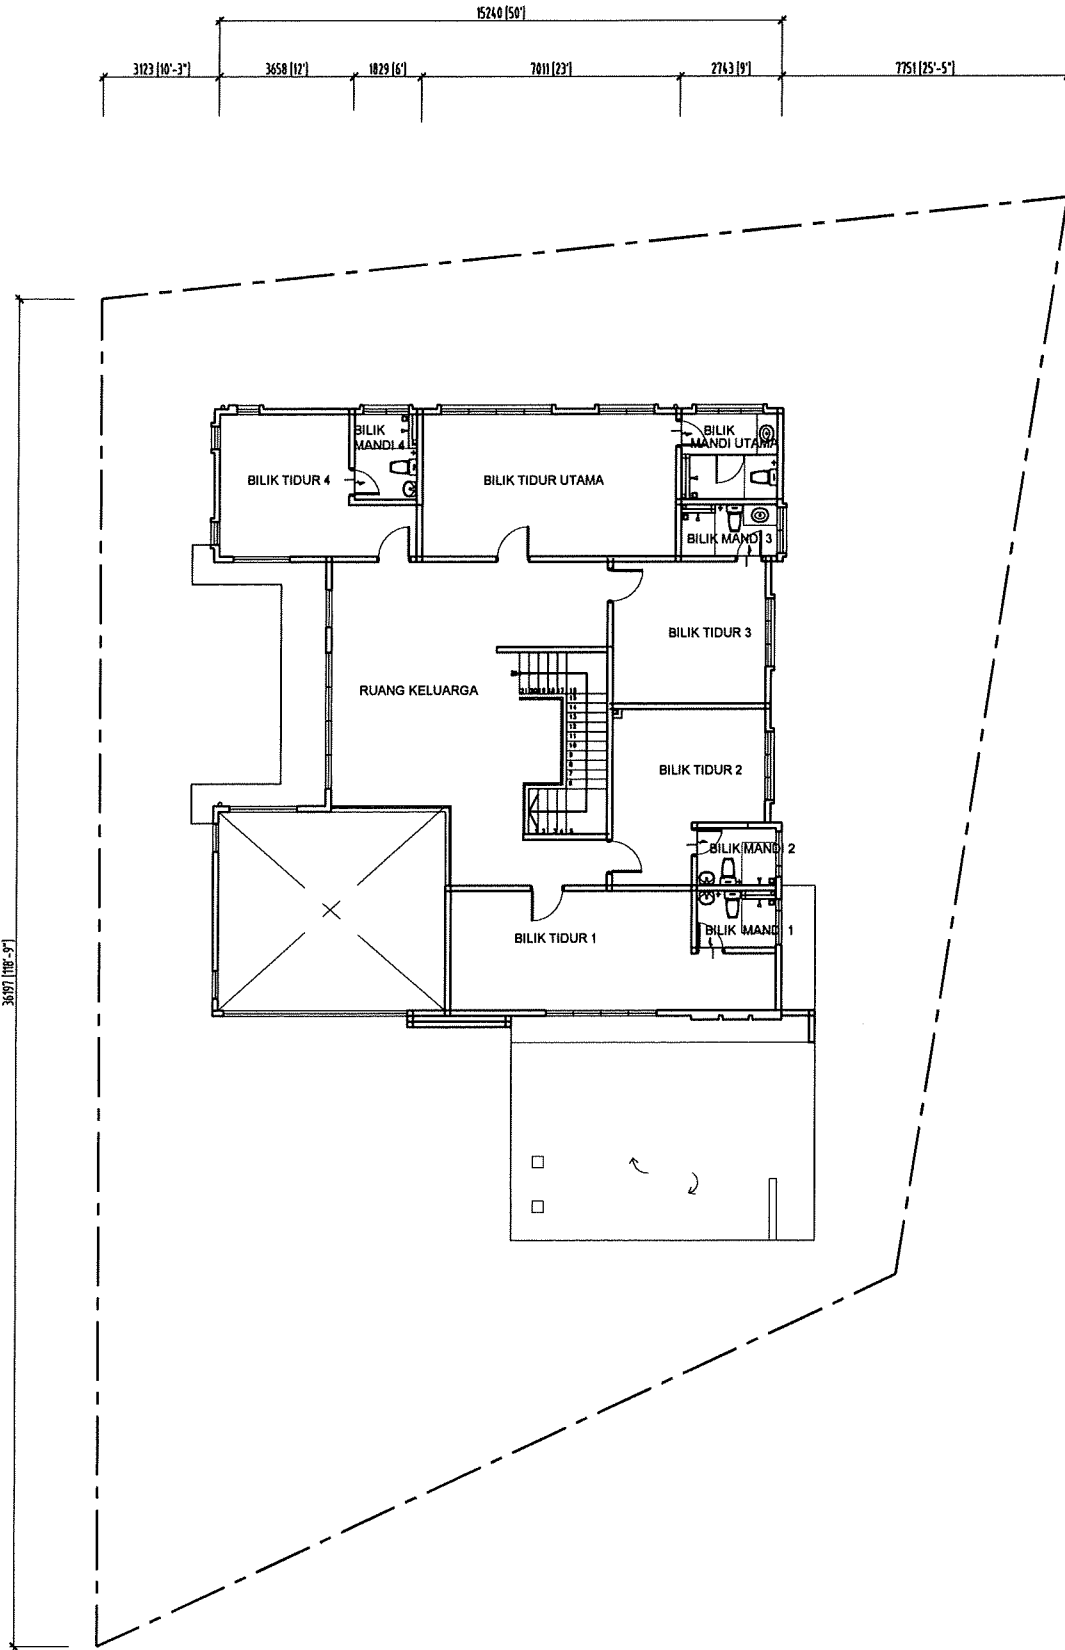 15240 [50']
3123 [10'-3"]
3658 [12']
1829 [6']
7011 [23']
2743 [9']
7751 [25'-5"]
BILIK
MANDI 4
BILIK
MANDI UTAMA
BILIK TIDUR 4
BILIK TIDUR UTAMA
BILIK MANDI 3
BILIK TIDUR 3
RUANG KELUARGA
BILIK TIDUR 2
BILIK MANDI 2
BILIK MANDI 1
BILIK TIDUR 1
36197 [118'-9"]